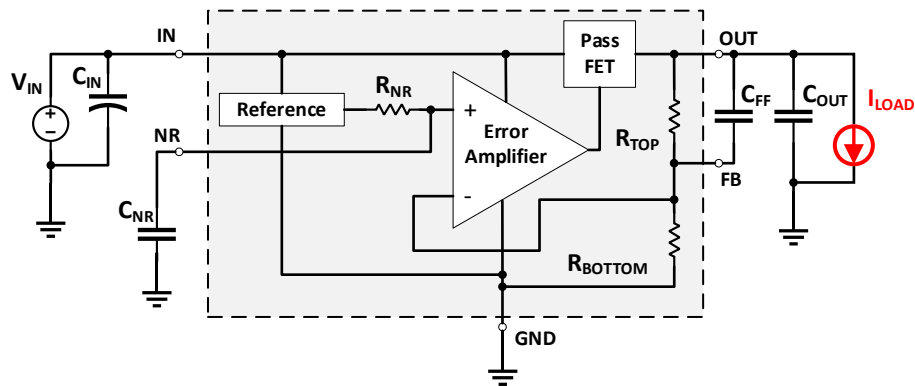 IN
Pass
FET
OUT
V_IN
C_IN
Reference
R_NR
+
Error
Amplifier
-
R_TOP
C_FF
C_OUT
I_LOAD
NR
FB
C_NR
R_BOTTOM
GND